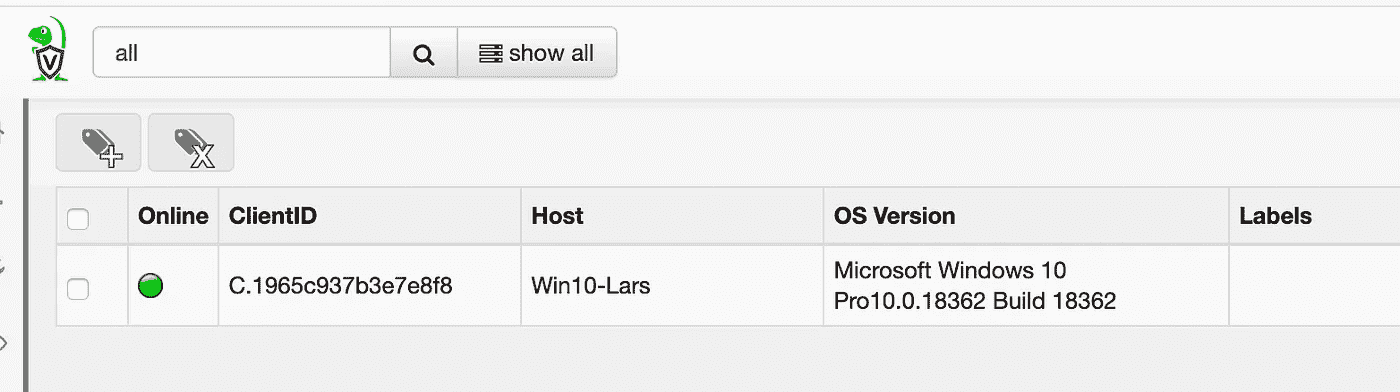 V
all
show all
Online ClientID Host OS Version Labels
C.1965c937b3e7e8f8 Win10-Lars Microsoft Windows 10
Pro10.0.18362 Build 18362